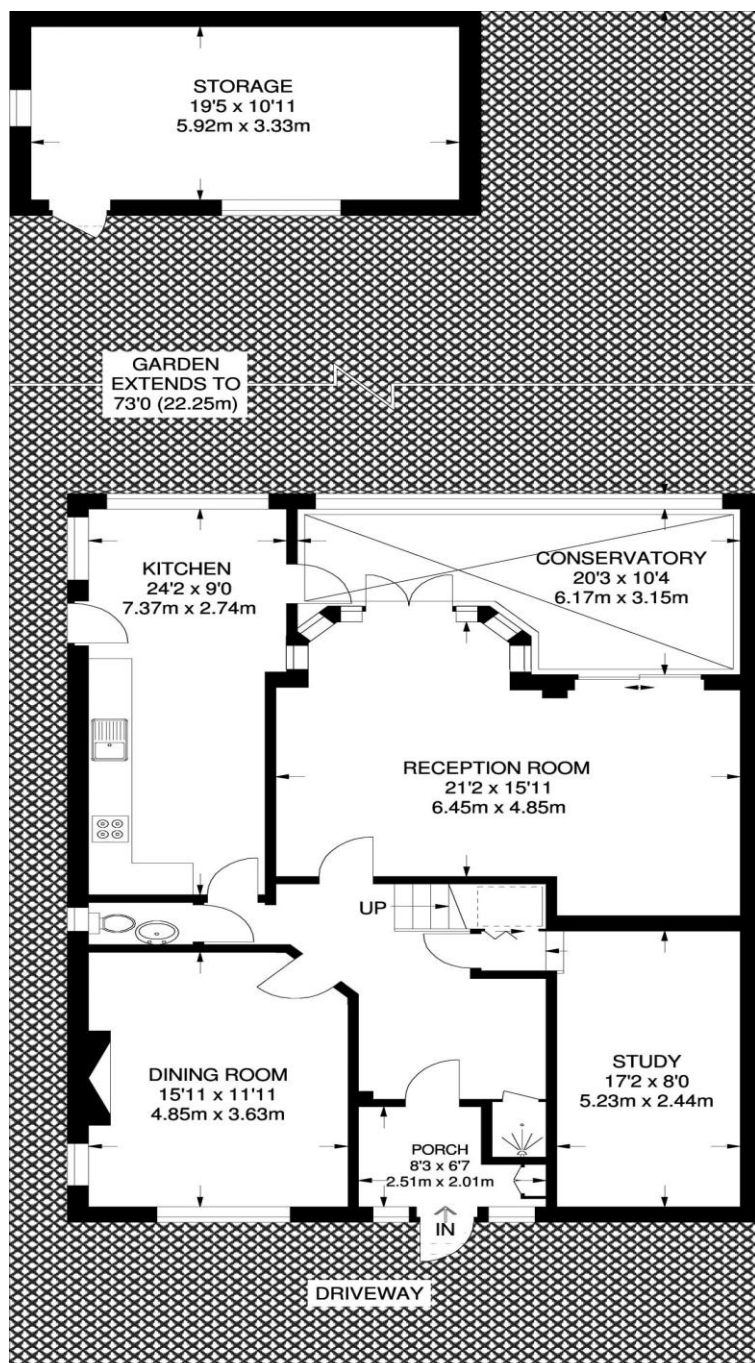 STORAGE
19'5 x 10'11
5.92m x 3.33m
GARDEN
EXTENDS TO
73'0 (22.25m)
KITCHEN
24'2 x 9'0
7.37m x 2.74m
CONSERVATORY
20'3 x 10'4
6.17m x 3.15m
RECEPTION ROOM
21'2 x 15'11
6.45m x 4.85m
UP
DINING ROOM
15'11 x 11'11
4.85m x 3.63m
STUDY
17'2 x 8'0
5.23m x 2.44m
PORCH
8'3 x 6'7
2.51m x 2.01m
IN
DRIVEWAY